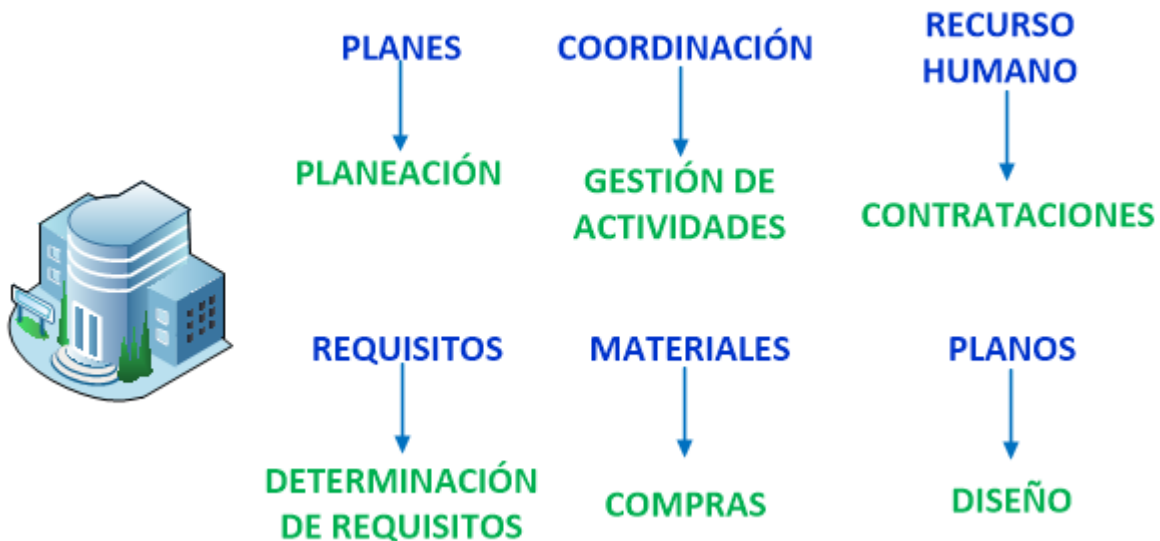 PLANES
COORDINACIÓN
RECURSO
HUMANO
PLANEACIÓN
GESTIÓN DE
ACTIVIDADES
CONTRATACIONES
REQUISITOS
MATERIALES
PLANOS
DETERMINACIÓN
DE REQUISITOS
COMPRAS
DISEÑO